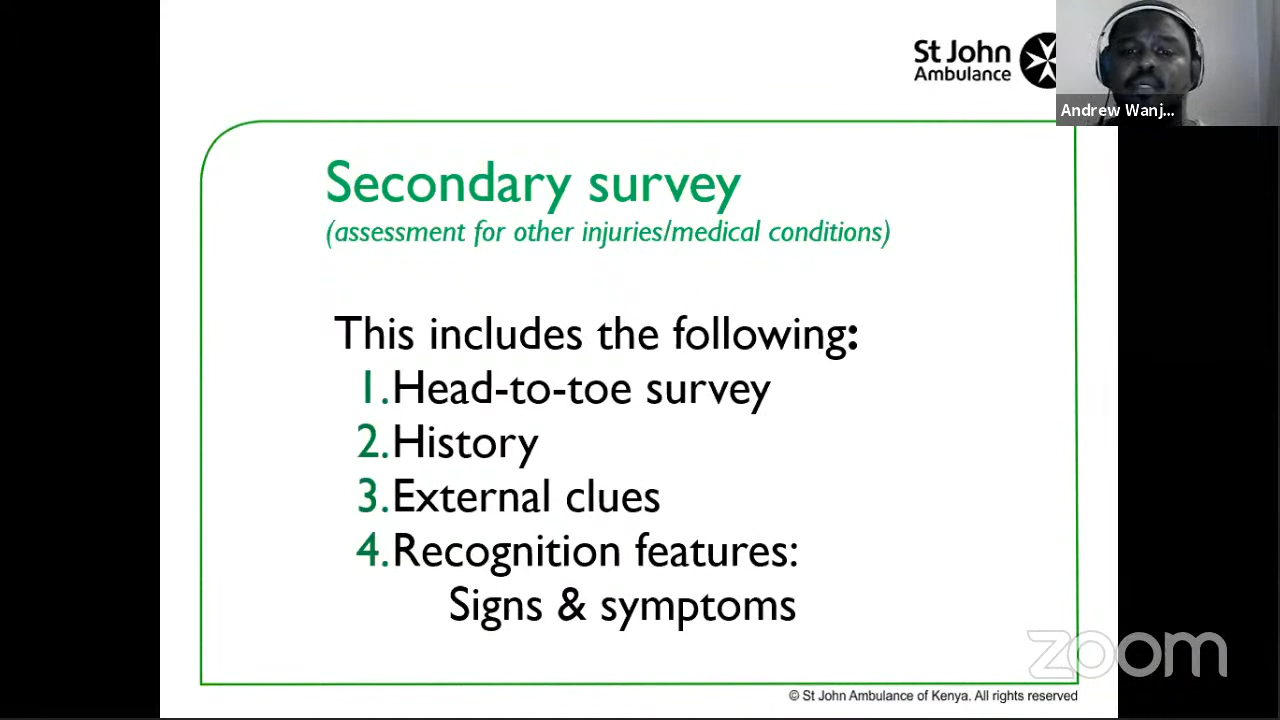 St John
Ambulance
Andrew Wanj...
Secondary survey
(assessment for other injuries/medical conditions)
This includes the following:
1. Head-to-toe survey
2. History
3. External clues
4. Recognition features:
Signs & symptoms
zoom
© St John Ambulance of Kenya. All rights reserved